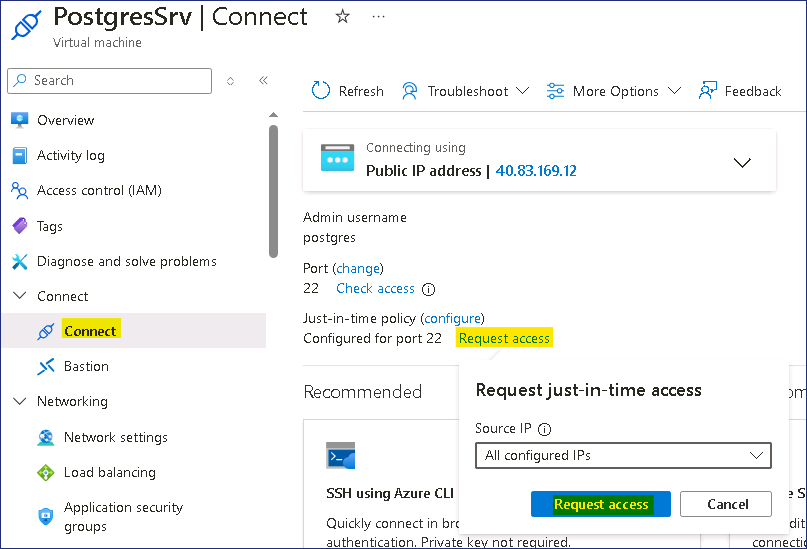 PostgresSrv | Connect
Virtual machine
Search
Overview
Activity log
Access control (IAM)
Tags
Diagnose and solve problems
Connect
Connect
Bastion
Networking
Network settings
Load balancing
Application security
groups
Refresh
Troubleshoot
More Options
Feedback
Connecting using
Public IP address | 40.83.169.12
Admin username
postgres
Port (change)
22 Check access
Just-in-time policy (configure)
Configured for port 22 Request access
Recommended
SSH using Azure CLI
Quickly connect in bro
authentication. Private key not required.
Request just-in-time access
Source IP
All configured IPs
Request access
Cancel